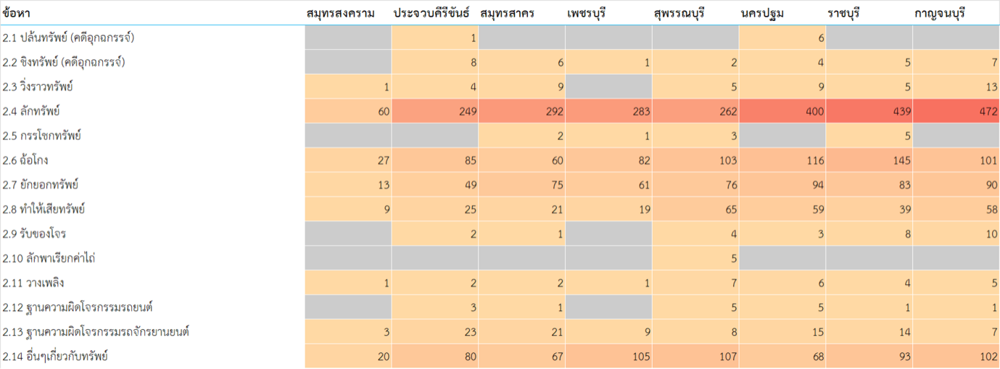 ข้อหา สมุทรสงคราม ประจวบคีรีขันธ์ สมุทรสาคร เพชรบุรี สุพรรณบุรี นครปฐม ราชบุรี กาญจนบุรี
2.1 ปล้นทรัพย์ (คดีอุกฉกรรจ์) 1 6
2.2 ชิงทรัพย์ (คดีอุกฉกรรจ์) 8 6 1 2 4 5 7
2.3 วิ่งราวทรัพย์ 1 4 9 5 9 5 13
2.4 ลักทรัพย์ 60 249 292 283 262 400 439 472
2.5 กรรโชกทรัพย์ 2 1 3 5
2.6 ฉ้อโกง 27 85 60 82 103 116 145 101
2.7 ยักยอกทรัพย์ 13 49 75 61 76 94 83 90
2.8 ทำให้เสียทรัพย์ 9 25 21 19 65 59 39 58
2.9 รับของโจร 2 1 4 3 8 10
2.10 ลักพาเรียกค่าไถ่ 5
2.11 วางเพลิง 1 2 2 1 7 6 4 5
2.12 ฐานความผิดโจรกรรมรถยนต์ 3 1 5 5 1 1
2.13 ฐานความผิดโจรกรรมรถจักรยานยนต์ 3 23 21 9 8 15 14 7
2.14 อื่นๆเกี่ยวกับทรัพย์ 20 80 67 105 107 68 93 102